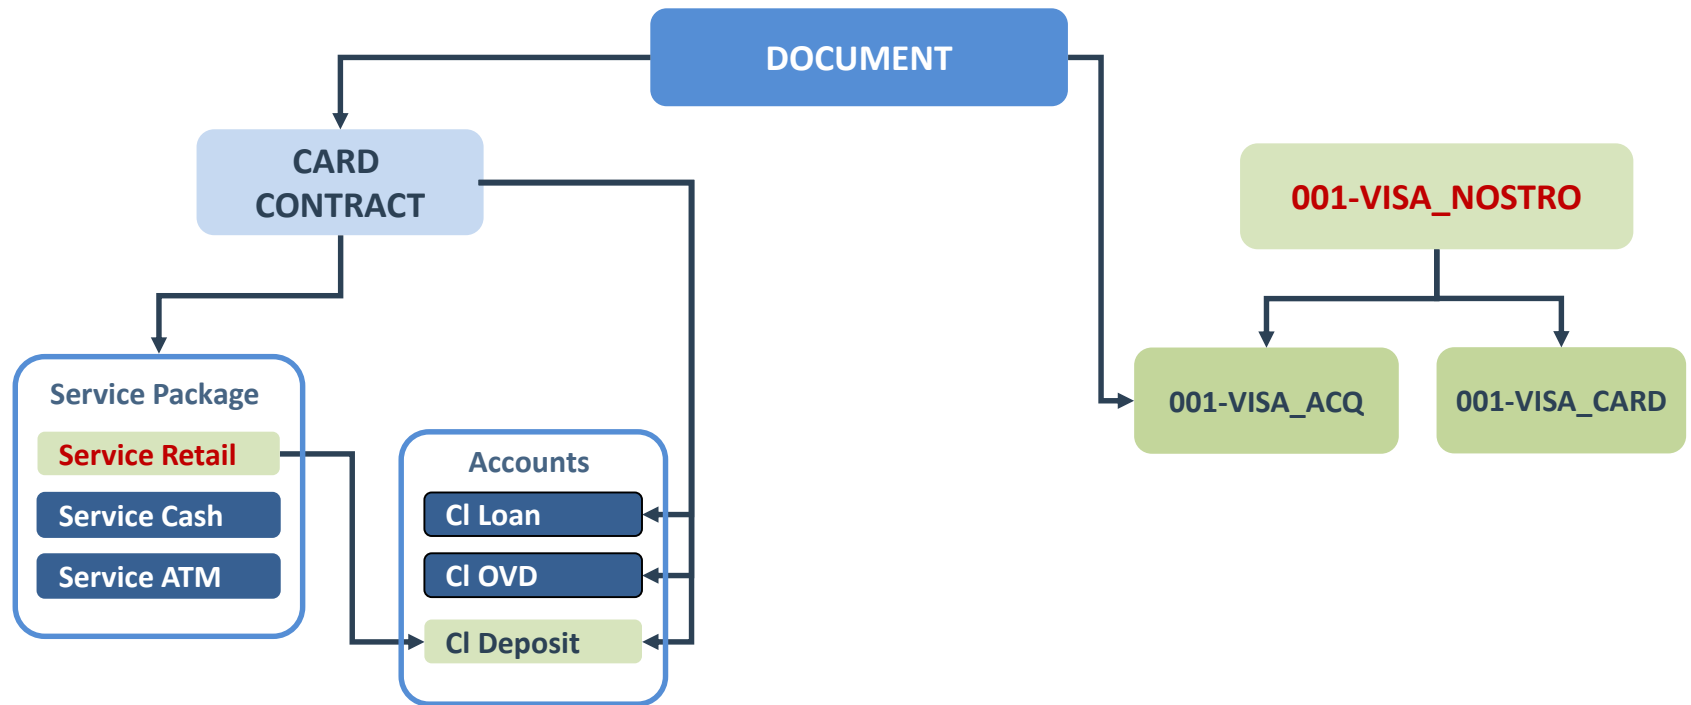 DOCUMENT
CARD
CONTRACT
001-VISA_NOSTRO
001-VISA_ACQ
001-VISA_CARD
Service Package
Service Retail
Service Cash
Service ATM
Accounts
Cl Loan
Cl OVD
Cl Deposit